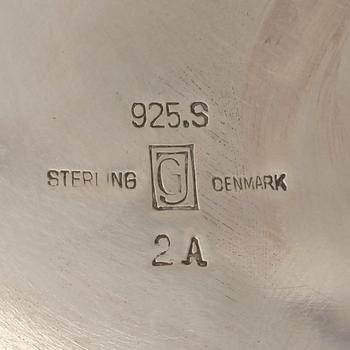 925.S
STERLING GJ DENMARK
2 A